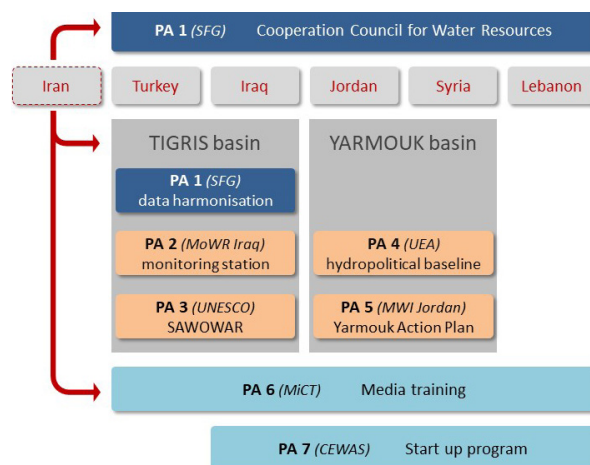 PA 1 (SFG) Cooperation Council for Water Resources
Iran Turkey Iraq Jordan Syria Lebanon
TIGRIS basin
PA 1 (SFG)
data harmonisation
PA 2 (MoWR Iraq)
monitoring station
PA 3 (UNESCO)
SAWOWAR
YARMOUK basin
PA 4 (UEA)
hydropolitical baseline
PA 5 (MWI Jordan)
Yarmouk Action Plan
PA 6 (MiCT) Media training
PA 7 (CEWAS) Start up program